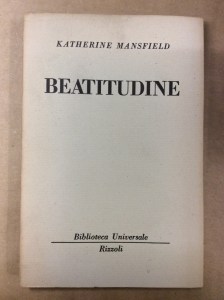 KATHERINE MANSFIELD
BEATITUDINE
Biblioteca Universale
Rizzoli